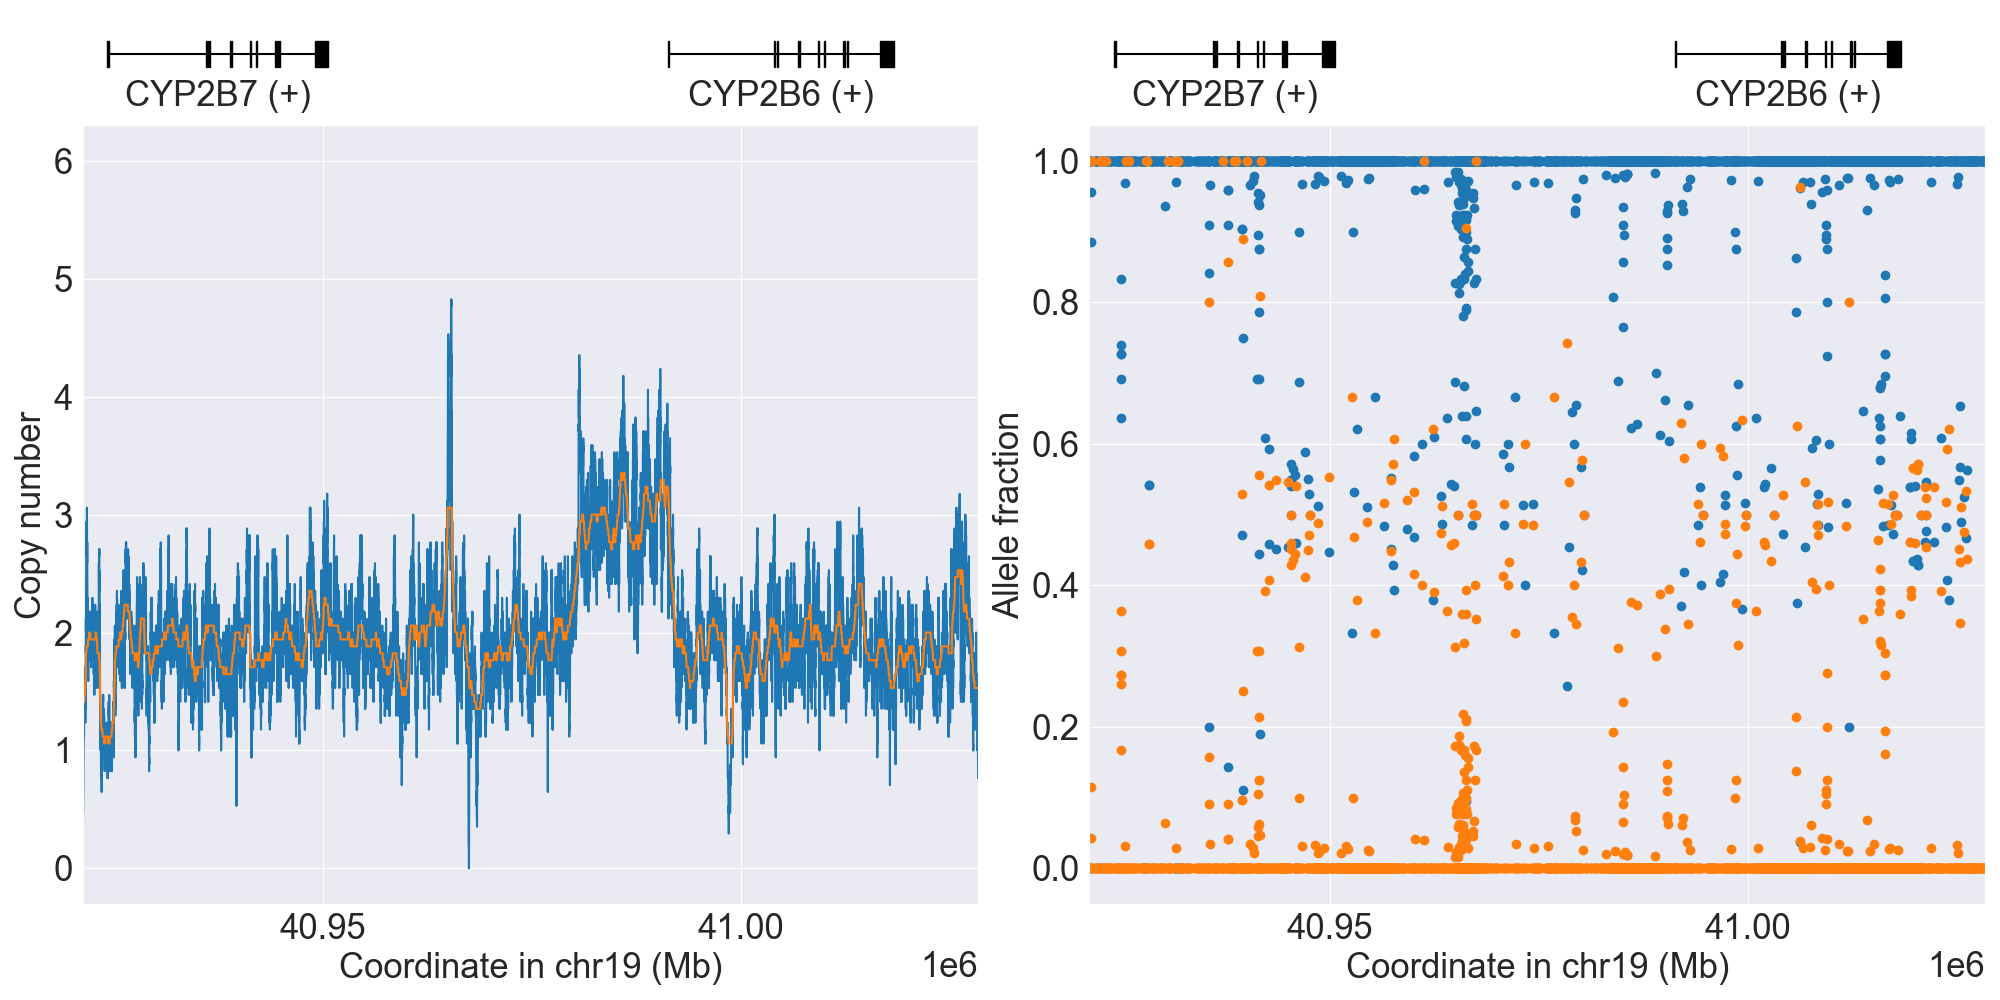 CYP2B7 (+)
CYP2B6 (+)
CYP2B7 (+)
CYP2B6 (+)
6
5
4
3
2
1
0
Copy number
40.95
41.00
Coordinate in chr19 (Mb)
1e6
1.0
0.8
0.6
0.4
0.2
0.0
Allele fraction
40.95
41.00
Coordinate in chr19 (Mb)
1e6